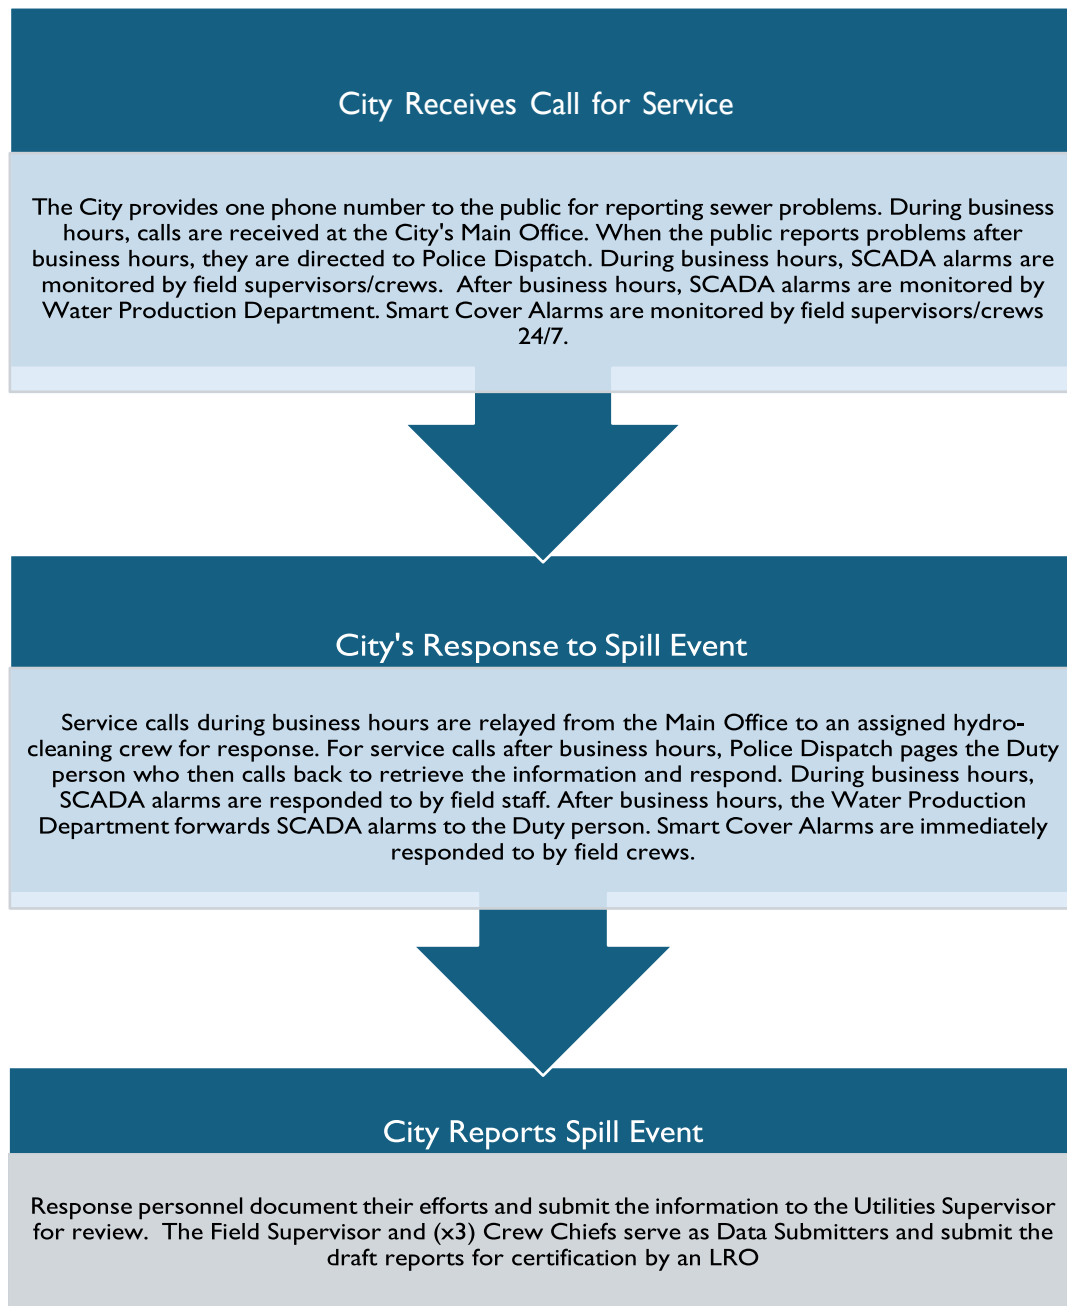 City Receives Call for Service
The City provides one phone number to the public for reporting sewer problems. During business
hours, calls are received at the City's Main Office. When the public reports problems after
business hours, they are directed to Police Dispatch. During business hours, SCADA alarms are
monitored by field supervisors/crews.  After business hours, SCADA alarms are monitored by
Water Production Department. Smart Cover Alarms are monitored by field supervisors/crews
24/7.
City's Response to Spill Event
Service calls during business hours are relayed from the Main Office to an assigned hydro-
cleaning crew for response. For service calls after business hours, Police Dispatch pages the Duty
person who then calls back to retrieve the information and respond. During business hours,
SCADA alarms are responded to by field staff. After business hours, the Water Production
Department forwards SCADA alarms to the Duty person. Smart Cover Alarms are immediately
responded to by field crews.
City Reports Spill Event
Response personnel document their efforts and submit the information to the Utilities Supervisor
for review.  The Field Supervisor and (x3) Crew Chiefs serve as Data Submitters and submit the
draft reports for certification by an LRO